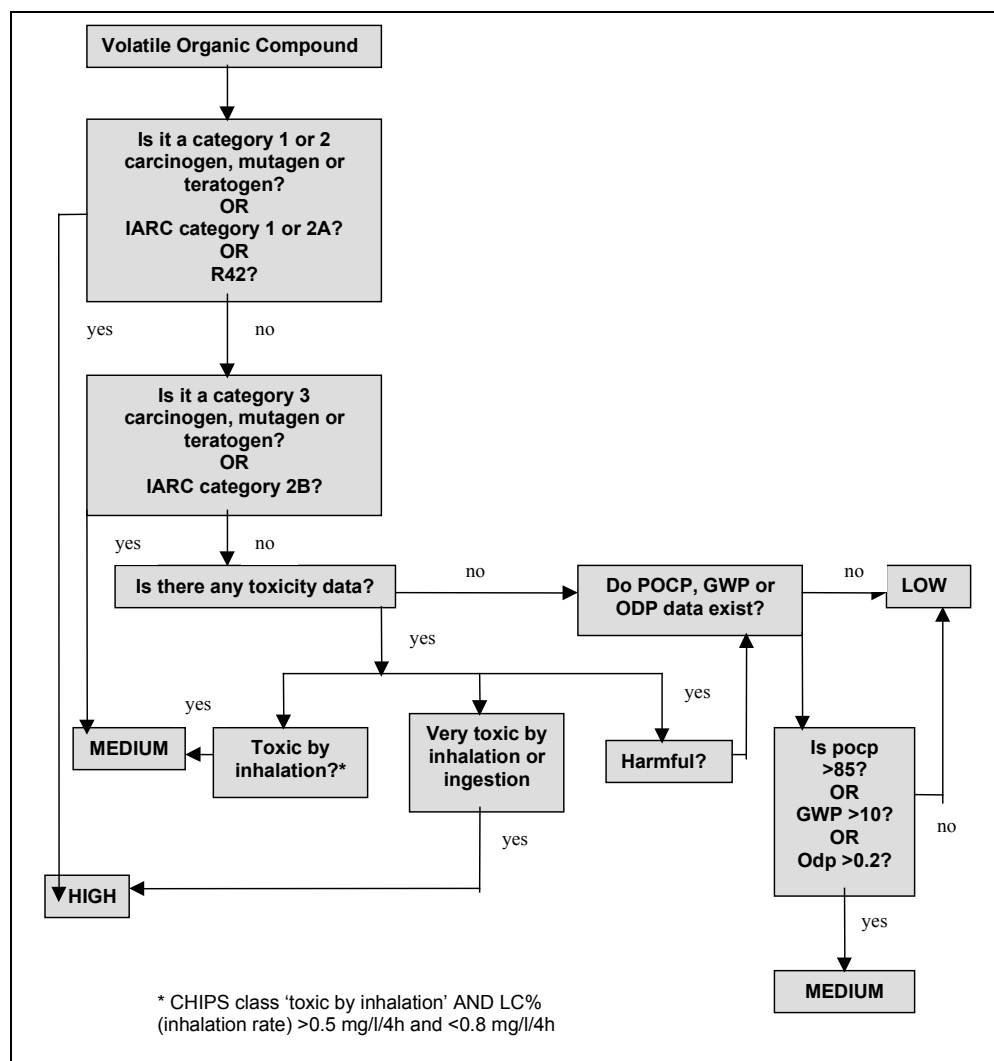 Volatile Organic Compound
Is it a category 1 or 2
carcinogen, mutagen or
teratogen?
OR
IARC category 1 or 2A?
OR
R42?
yes
no
Is it a category 3
carcinogen, mutagen or
teratogen?
OR
IARC category 2B?
yes
no
Is there any toxicity data?
no
Do POCP, GWP or
ODP data exist?
no
LOW
yes
yes
MEDIUM
Toxic by
inhalation?*
Very toxic by
inhalation or
ingestion
yes
Harmful?
Is pocp
>85?
OR
GWP >10?
OR
Odp >0.2?
no
yes
HIGH
yes
MEDIUM
* CHIPS class ‘toxic by inhalation’ AND LC%
(inhalation rate) >0.5 mg/l/4h and <0.8 mg/l/4h